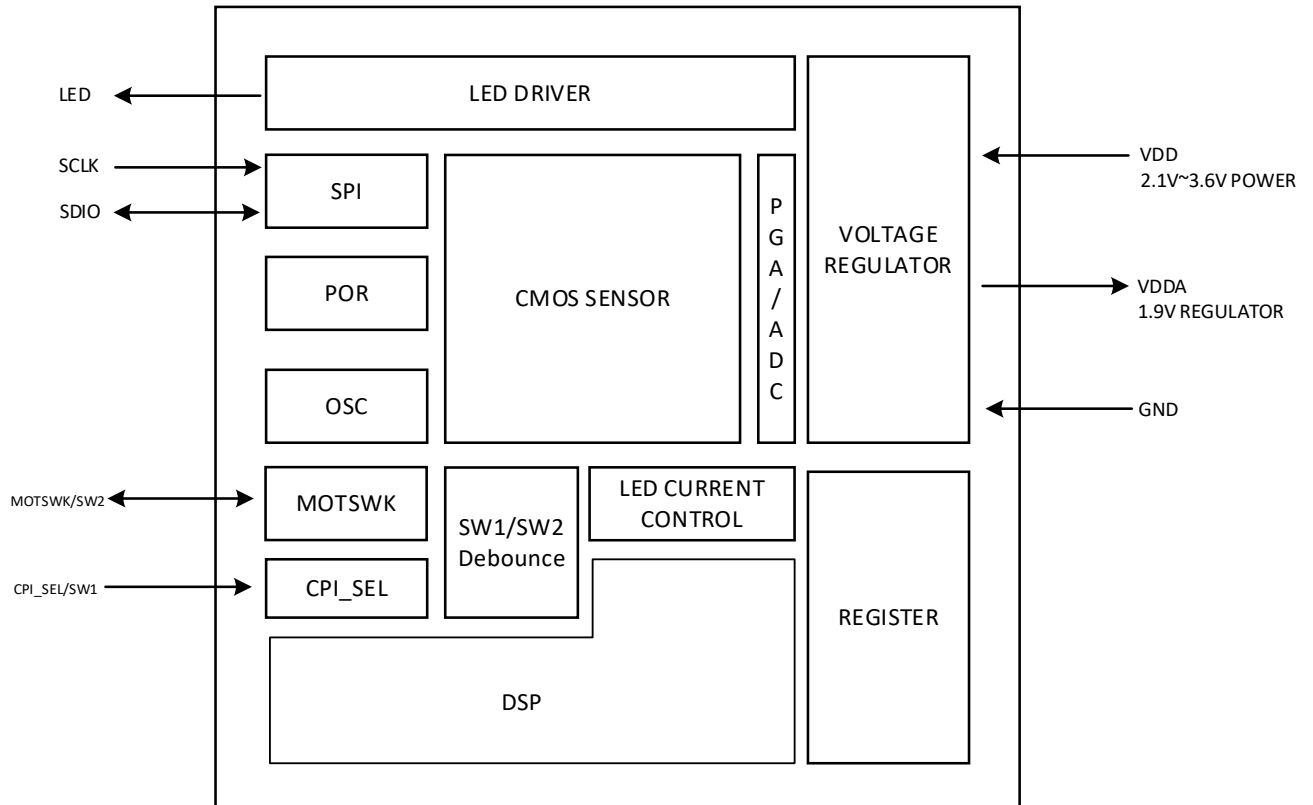 LED
LED DRIVER
SCLK
SDIO
SPI
POR
OSC
CMOS SENSOR
P
G
A
/
A
D
C
VOLTAGE
REGULATOR
VDD
2.1V~3.6V POWER
VDDA
1.9V REGULATOR
GND
MOTSWK/SW2
MOTSWK
CPI_SEL/SW1
CPI_SEL
SW1/SW2
Debounce
LED CURRENT
CONTROL
REGISTER
DSP